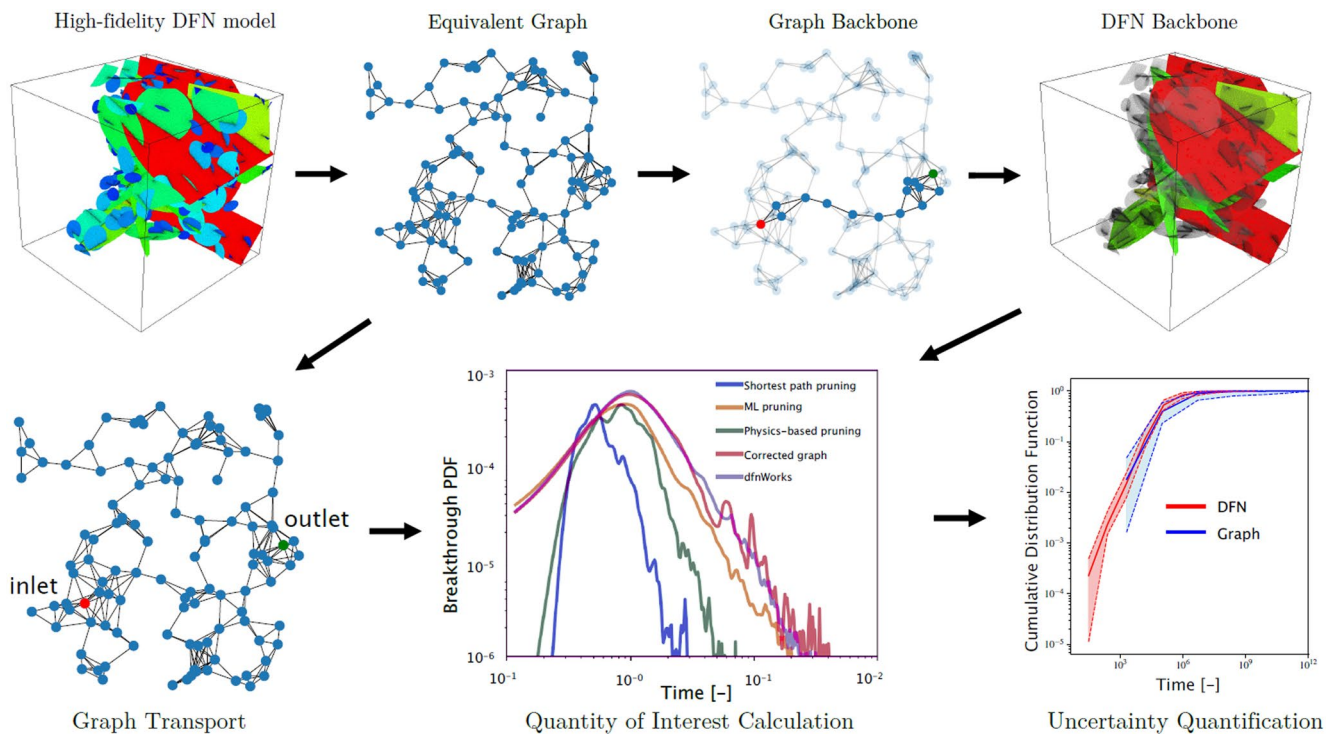 High-fidelity DFN model
Equivalent Graph
Graph Backbone
DFN Backbone
inlet
outlet
Graph Transport
10⁻³
10⁻⁴
10⁻⁵
10⁻⁶
Breakthrough PDF
Shortest path pruning
ML pruning
Physics-based pruning
Corrected graph
dfnWorks
10⁻¹
10⁻⁰
10⁻¹
10⁻²
Time [-]
Quantity of Interest Calculation
10⁰
10⁻¹
10⁻²
10⁻³
10⁻⁴
10⁻⁵
Cumulative Distribution Function
DFN
Graph
10³
10⁶
10⁹
10¹²
Time [-]
Uncertainty Quantification